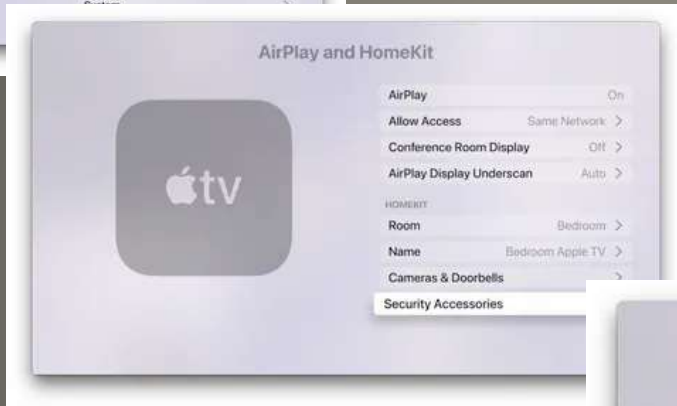 AirPlay and HomeKit
tv
AirPlay On
Allow Access Same Network >
Conference Room Display Off >
AirPlay Display Underscan Auto >
HOMEKIT
Room Bedroom >
Name Bedroom Apple TV >
Cameras & Doorbells >
Security Accessories